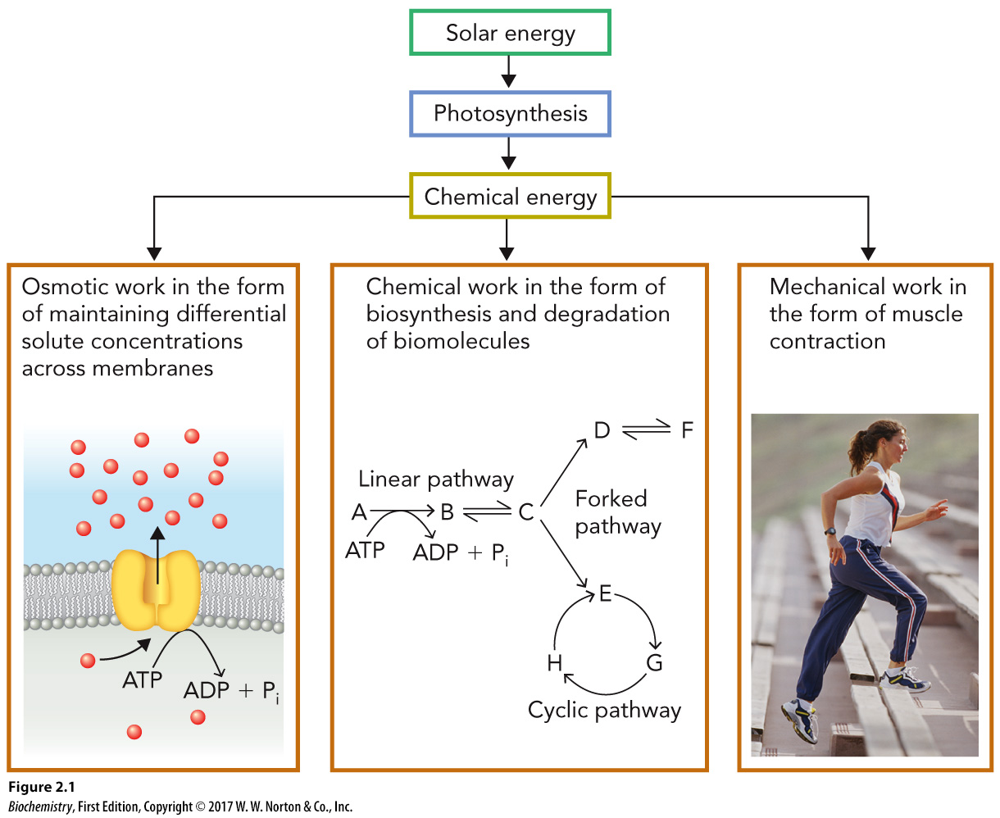 Solar energy
Photosynthesis
Chemical energy
Osmotic work in the form
of maintaining differential
solute concentrations
across membranes
ATP
ADP + Pi
Chemical work in the form of
biosynthesis and degradation
of biomolecules
Linear pathway
A
B
C
ATP
ADP + Pi
D
F
Forked
pathway
E
H
G
Cyclic pathway
Mechanical work in
the form of muscle
contraction
Figure 2.1
Biochemistry, First Edition, Copyright © 2017 W. W. Norton & Co., Inc.